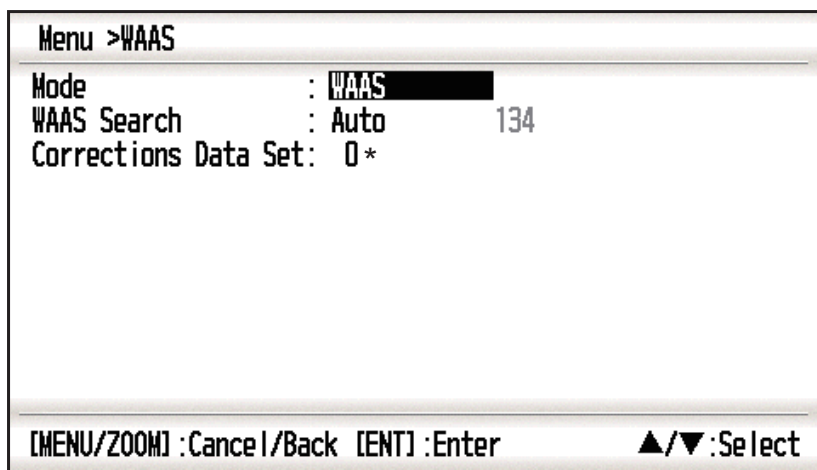 Menu >WAAS
Mode : WAAS
WAAS Search : Auto 134
Corrections Data Set: 0*
[MENU/ZOOM]:Cancel/Back [ENT]:Enter ▲/▼:Select